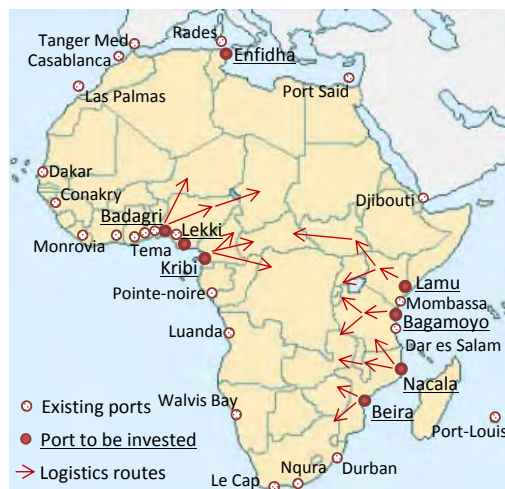 Rades
Tanger Med
Casablanca
Enfidha
Port Said
Las Palmas
Dakar
Conakry
Djibouti
Badagri
Lekki
Monrovia
Tema
Kribi
Lamu
Pointe-noire
Mombassa
Bagamoyo
Luanda
Dar es Salam
Nacala
Walvis Bay
Beira
Port-Louis
Existing ports
Port to be invested
Logistics routes
Le Cap
Nqura
Durban